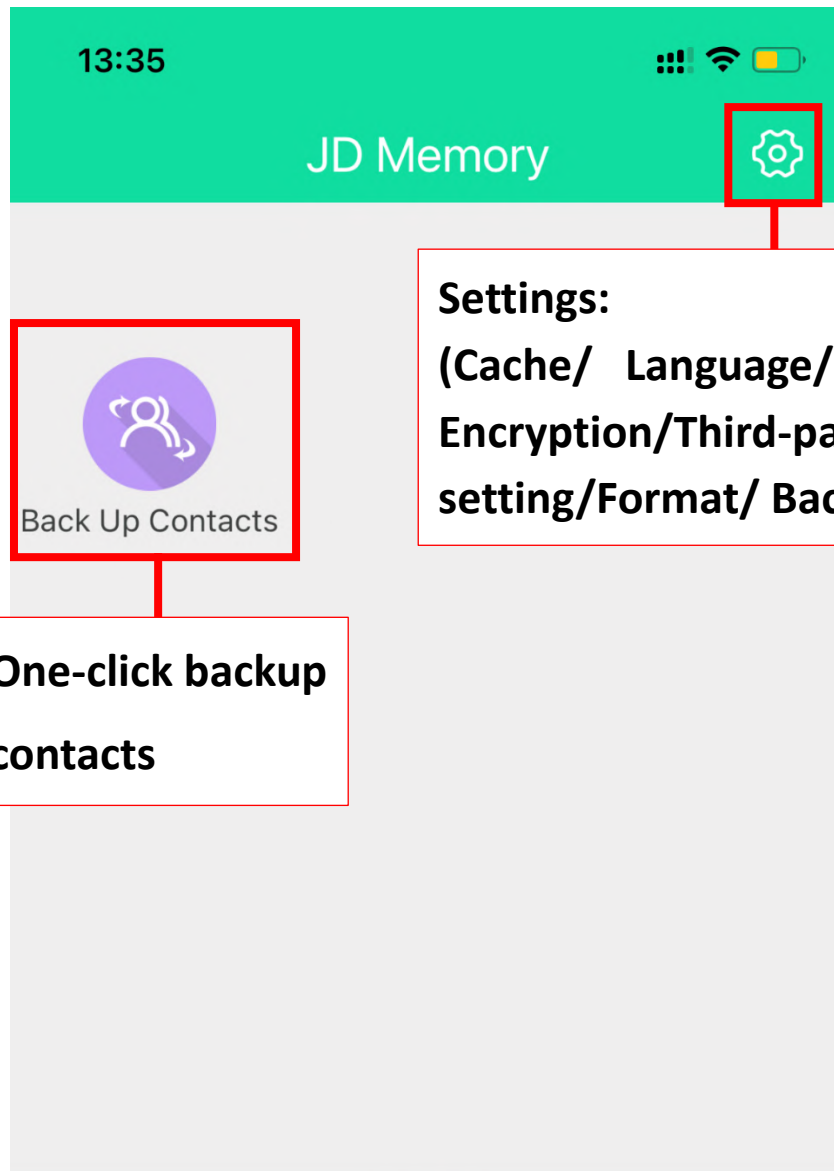 13:35
JD Memory
Settings:
(Cache/ Language/
Encryption/Third-pa
setting/Format/ Bac
Back Up Contacts
One-click backup
contacts